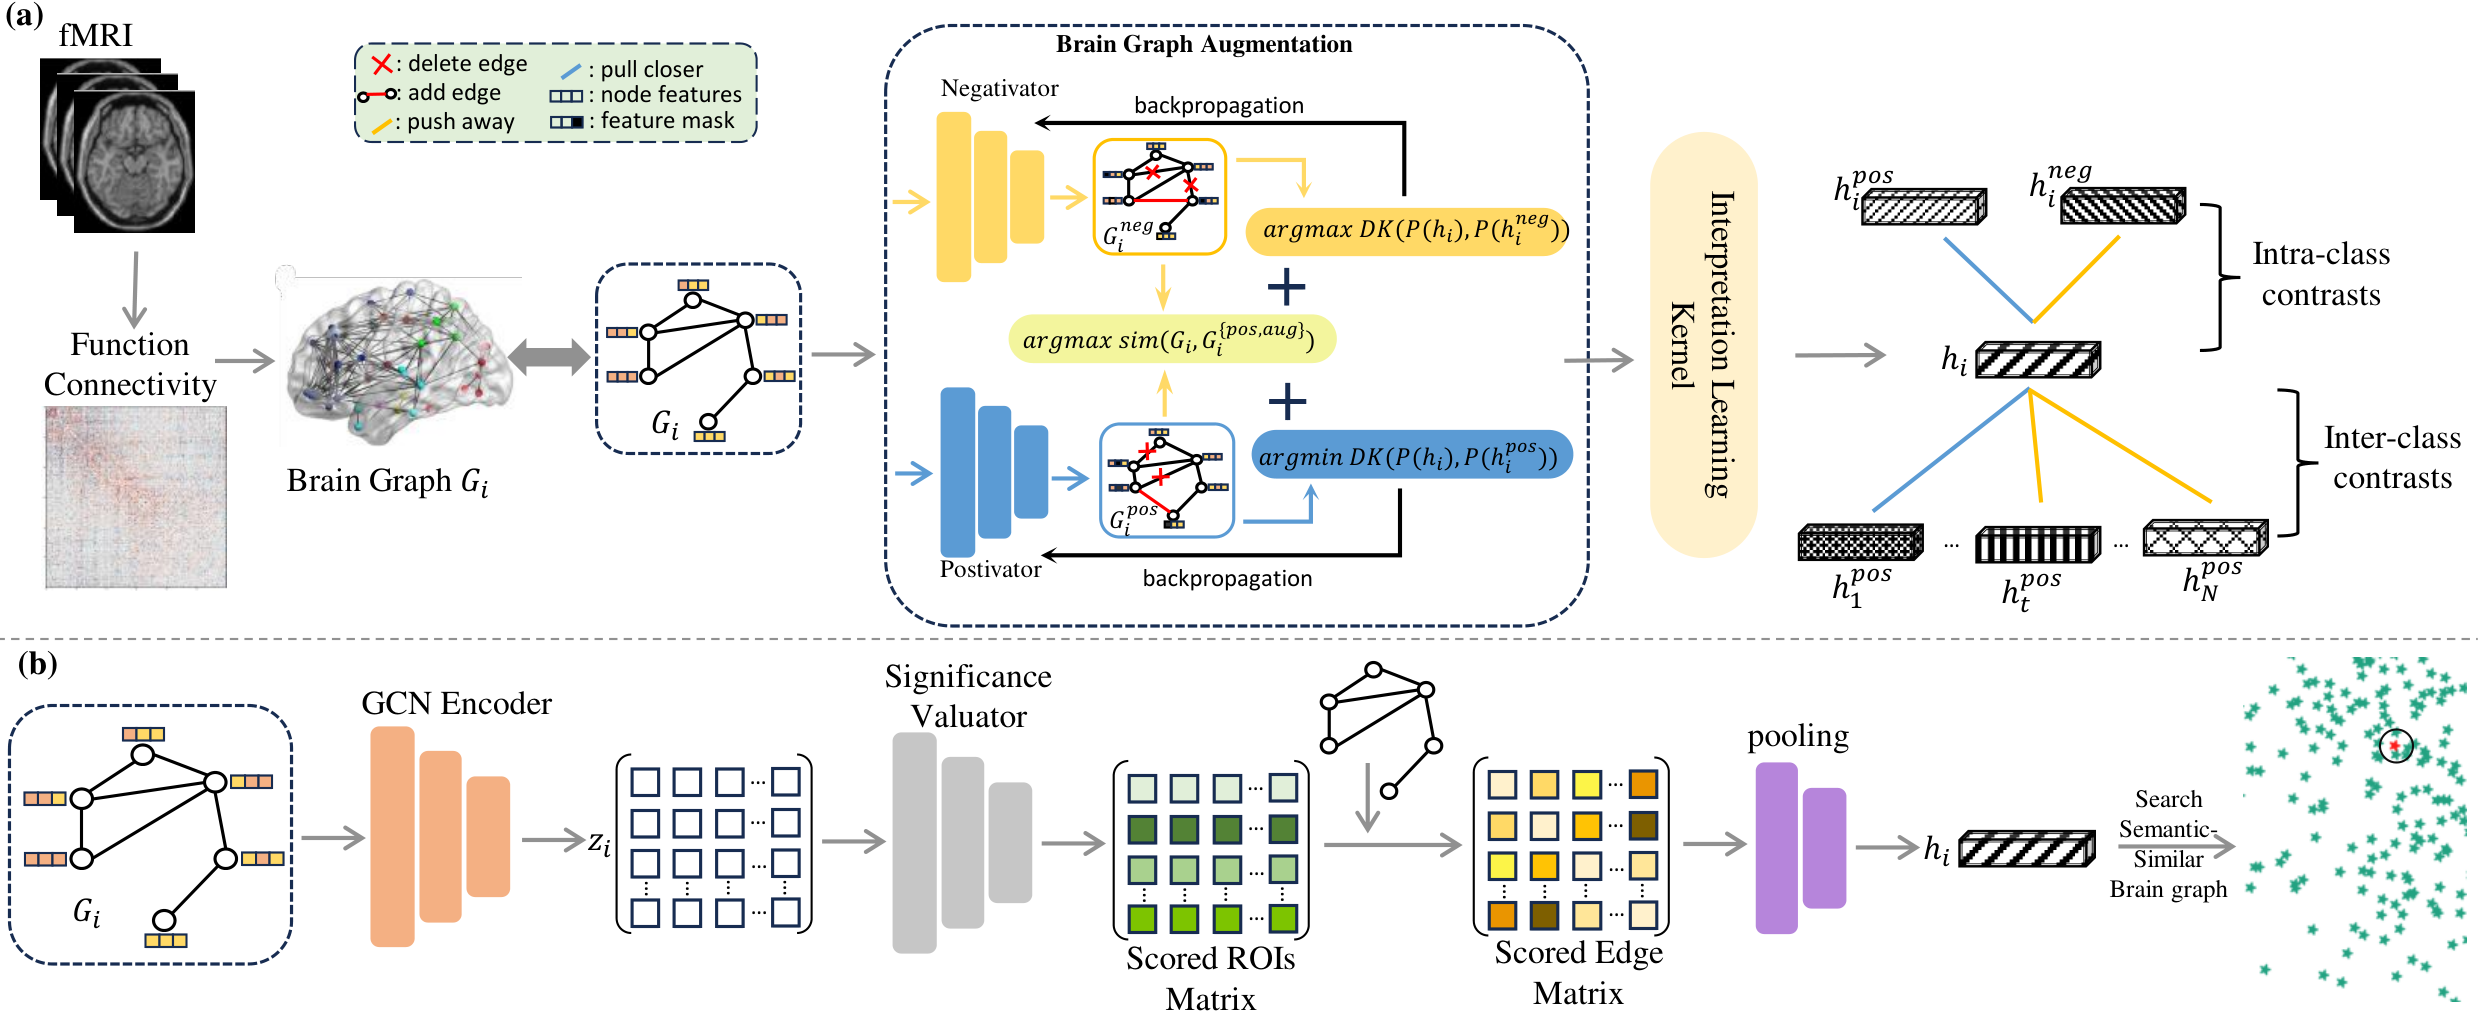 (a)
fMRI
✕: delete edge
: add edge
: push away
: pull closer
: node features
: feature mask
Function
Connectivity
Brain Graph G_i
G_i
Brain Graph Augmentation
Negativator
backpropagation
G_i^{neg}
argmax DK(P(h_i), P(h_i^{neg}))
+
argmax sim(G_i, G_i^{\{pos,aug\}})
+
argmin DK(P(h_i), P(h_i^{pos}))
G_i^{pos}
Postivator
backpropagation
Interpretation Learning
Kernel
h_i^{pos}
h_i^{neg}
Intra-class
contrasts
h_i
Inter-class
contrasts
... ...
h_1^{pos}
h_t^{pos}
h_N^{pos}
(b)
G_i
GCN Encoder
z_i
Significance
Valuator
Scored ROIs
Matrix
Scored Edge
Matrix
pooling
h_i
Search
Semantic-
Similar
Brain graph